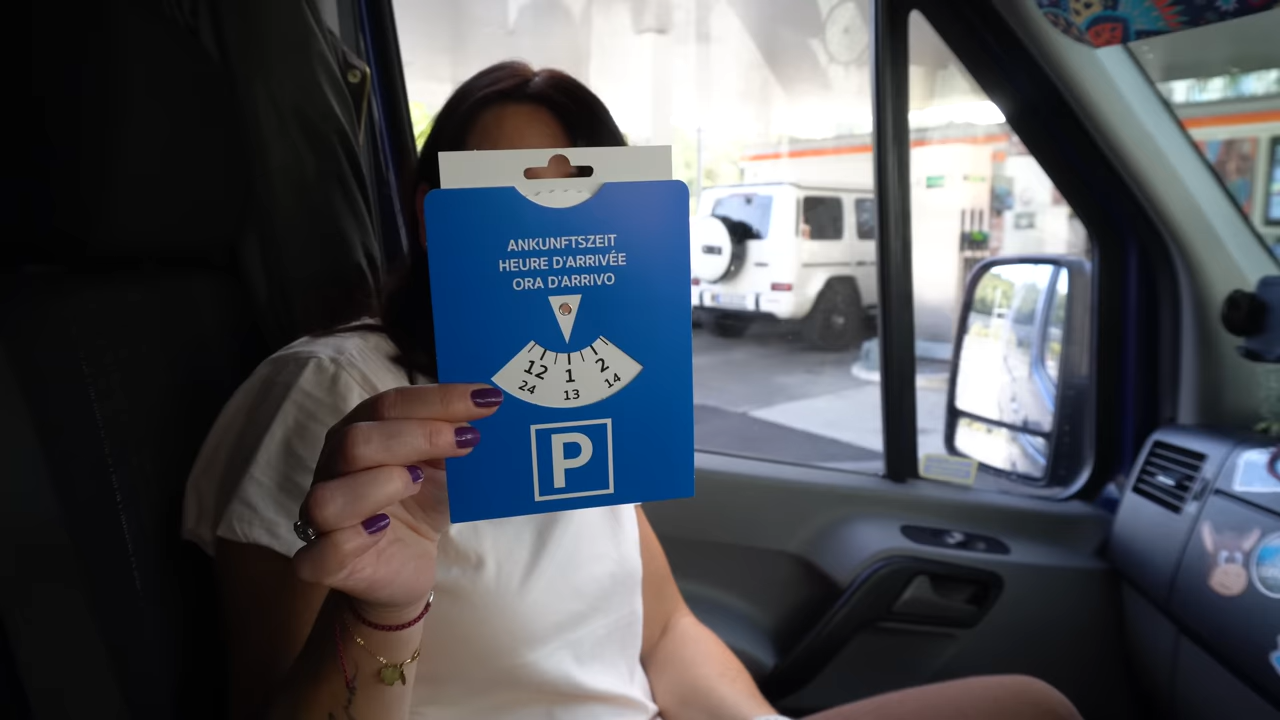 ANKUNFTSZEIT
HEURE D'ARRIVÉE
ORA D'ARRIVO
12 1 2
24 13 14
P